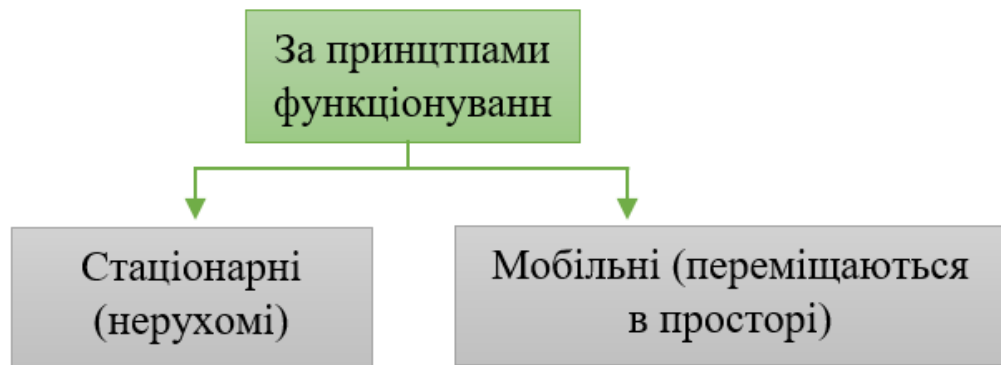 За принцтпами
функціонуванн
Стаціонарні
(нерухомі)
Мобільні (переміщаються
в просторі)